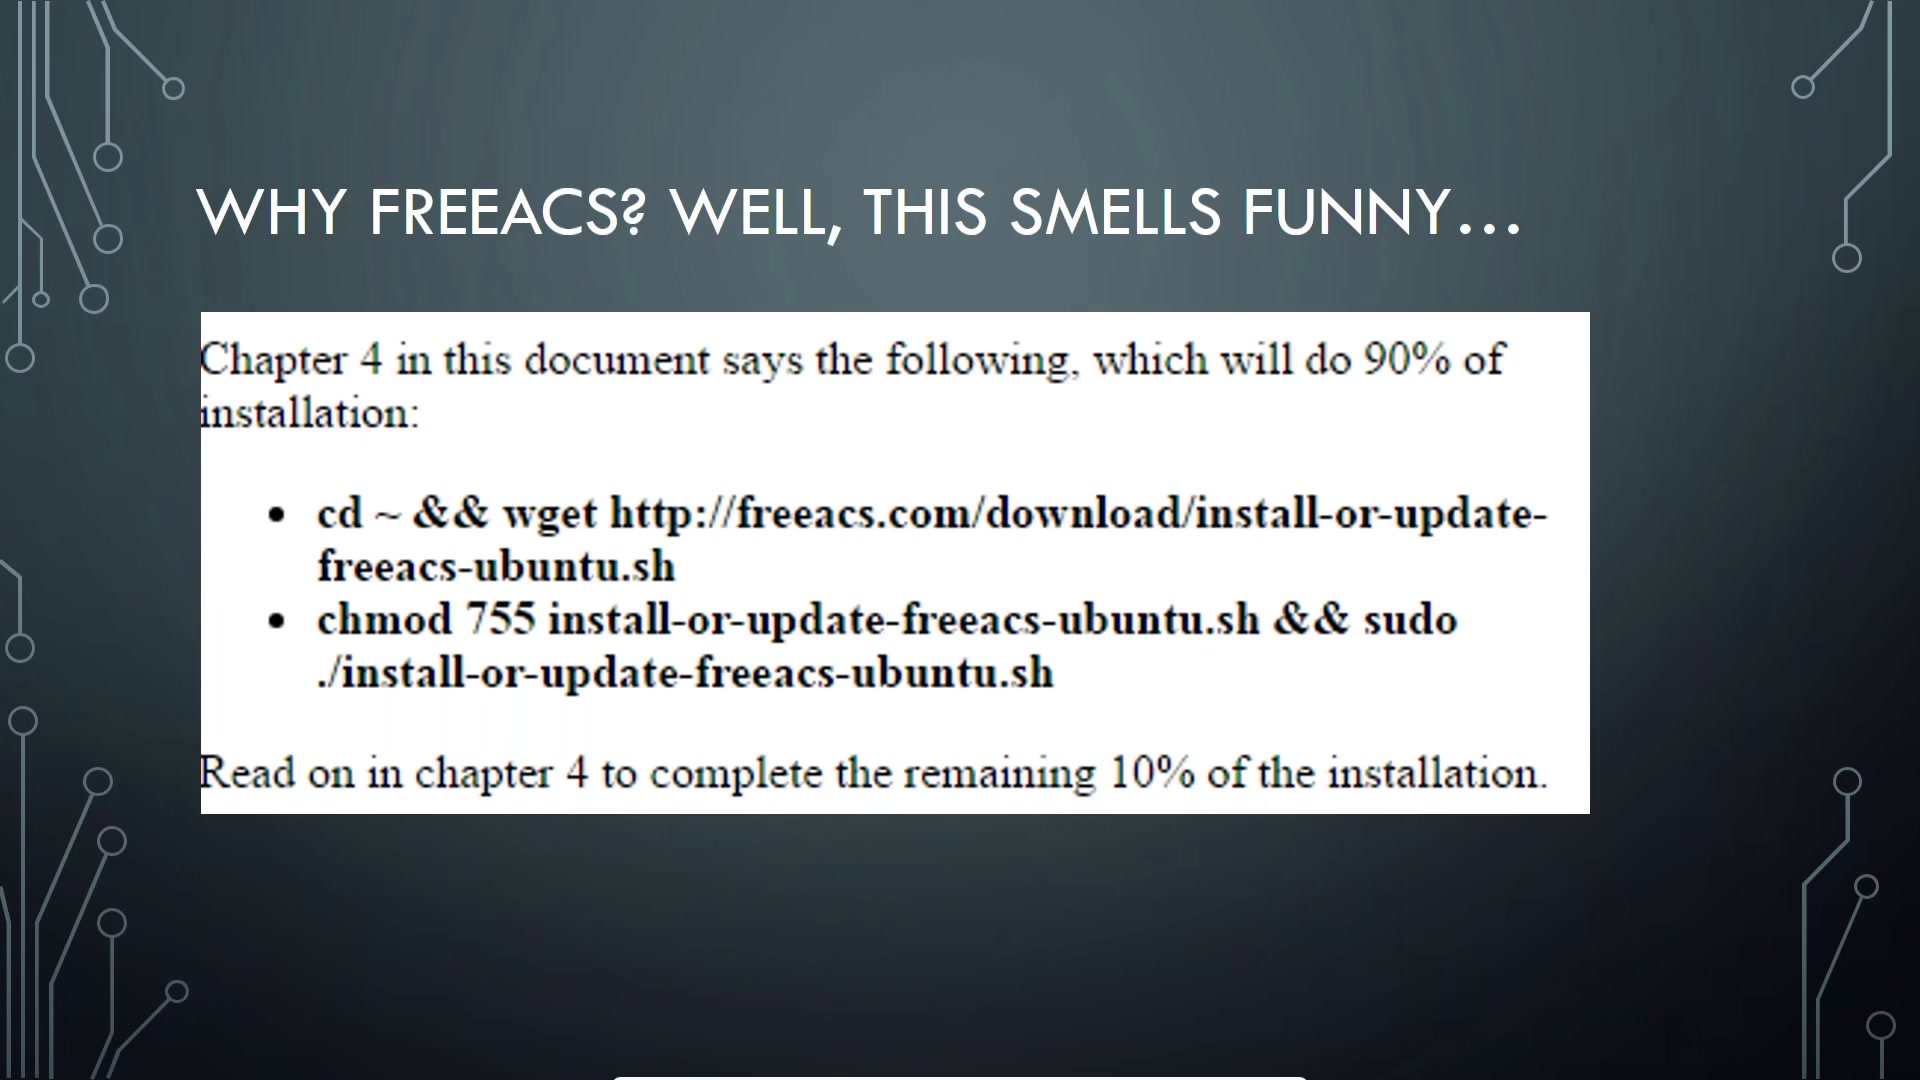 WHY FREEACS? WELL, THIS SMELLS FUNNY...
Chapter 4 in this document says the following, which will do 90% of
installation:
• cd ~ && wget http://freeacs.com/download/install-or-update-
freeacs-ubuntu.sh
• chmod 755 install-or-update-freeacs-ubuntu.sh && sudo
./install-or-update-freeacs-ubuntu.sh
Read on in chapter 4 to complete the remaining 10% of the installation.